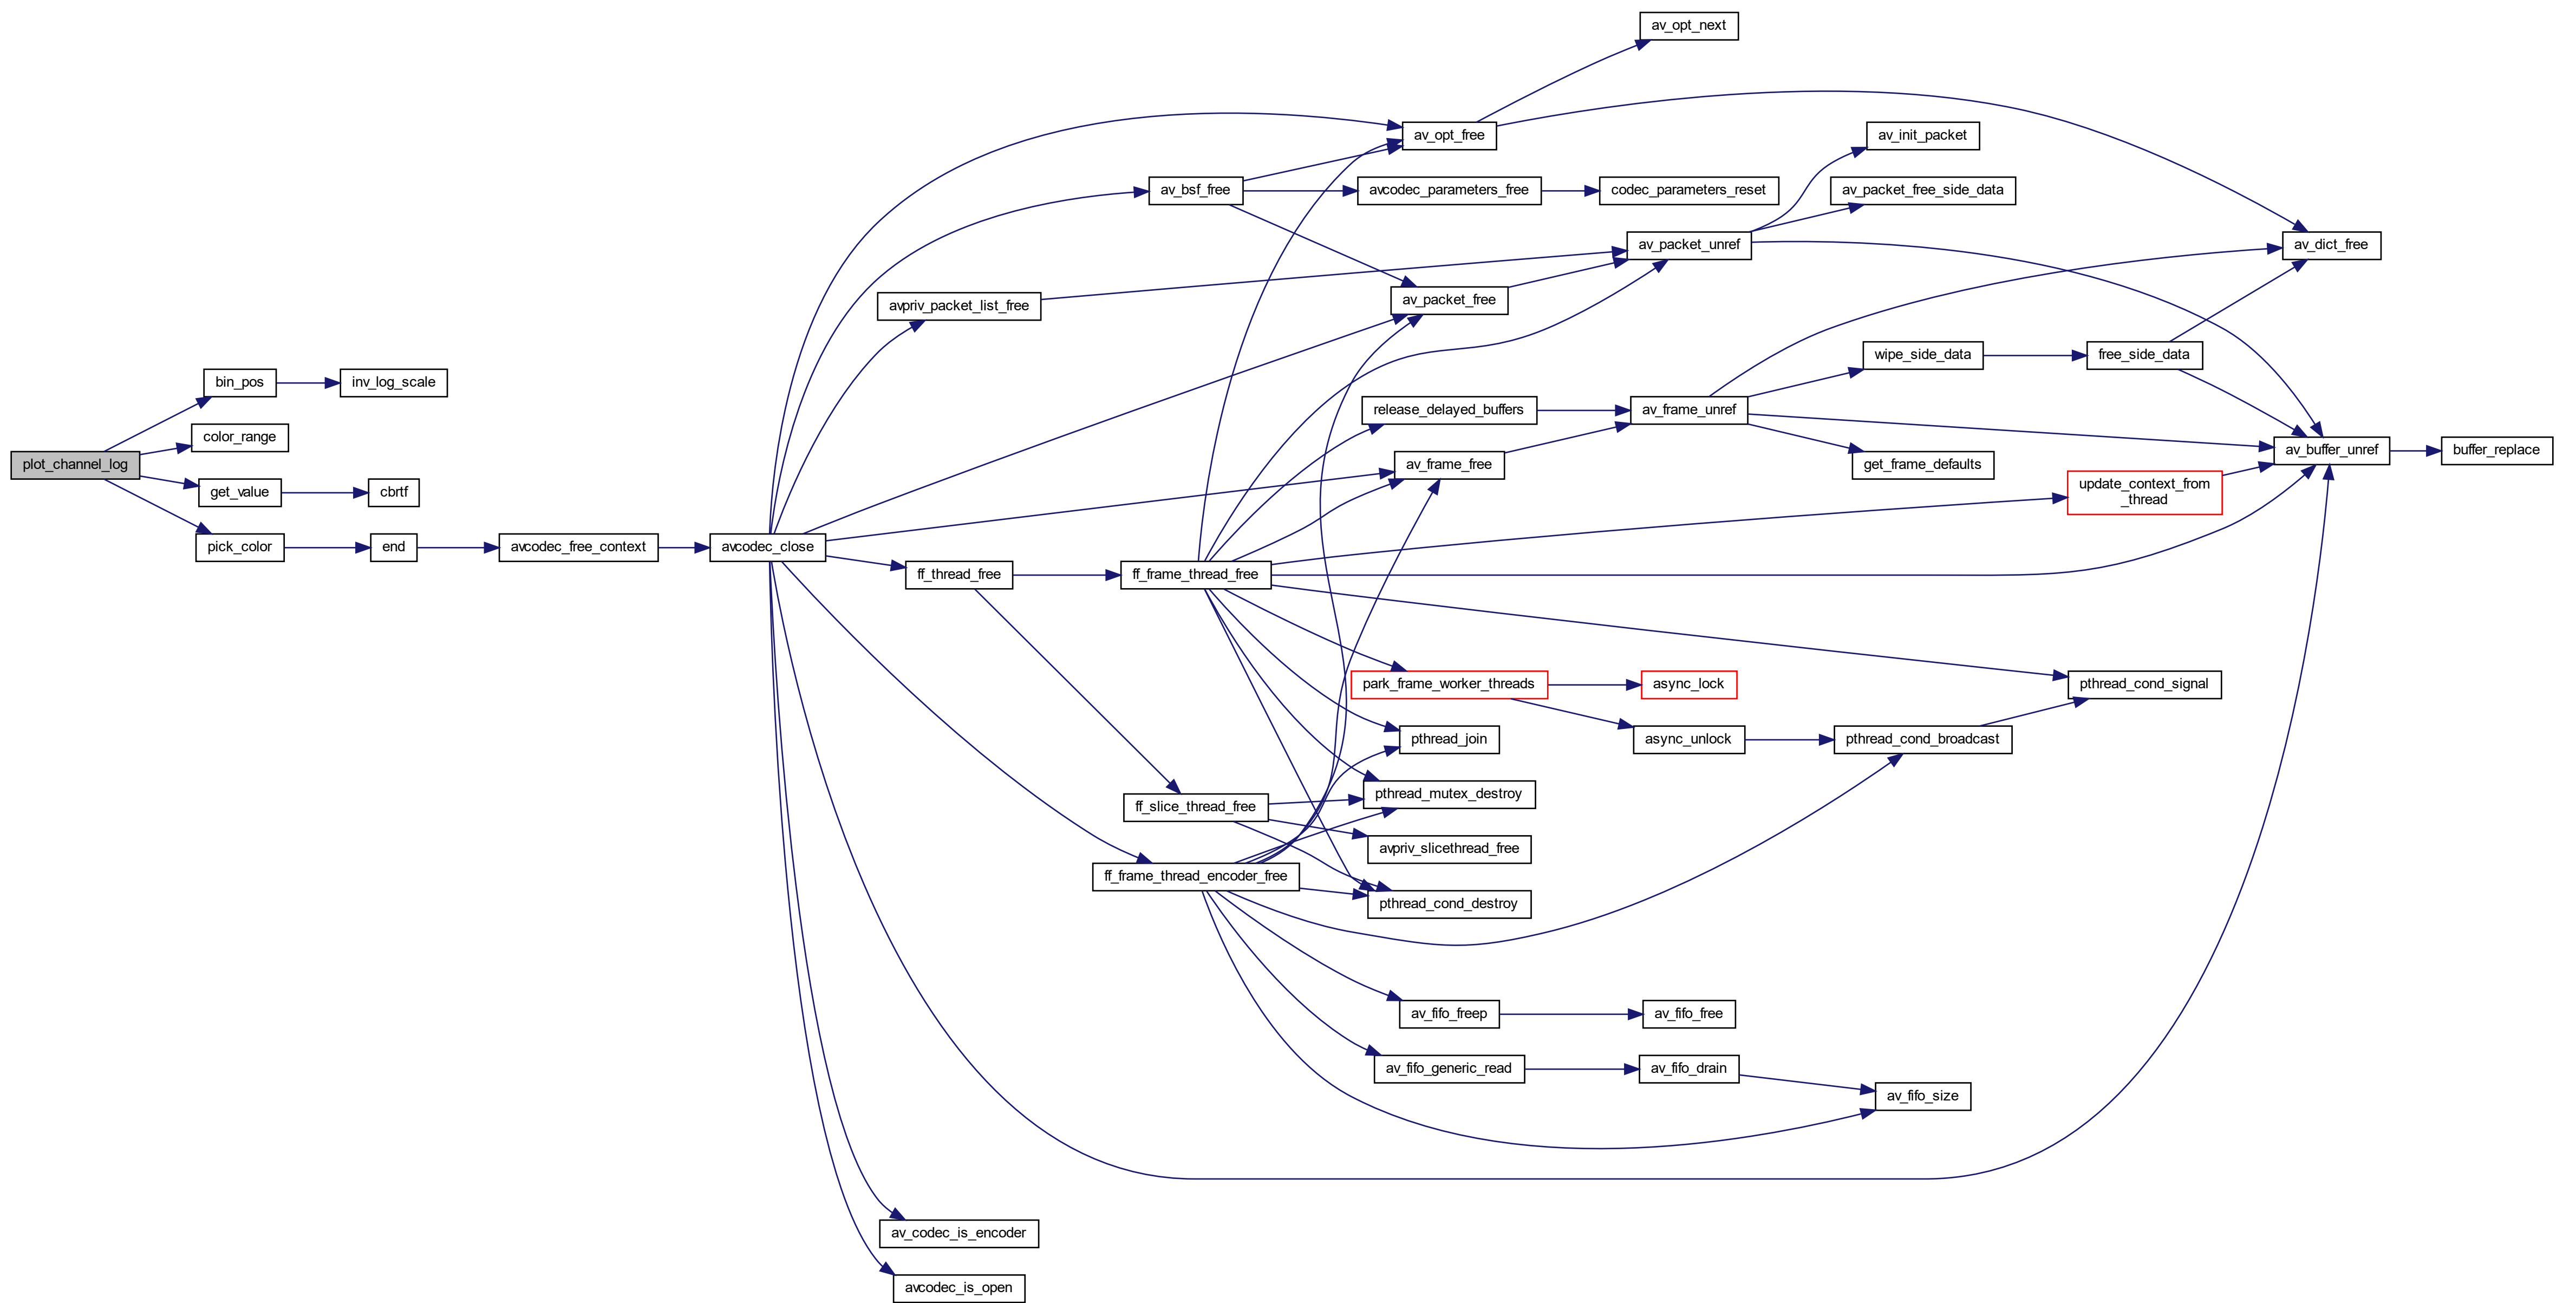 av_opt_next
av_opt_free
av_init_packet
av_bsf_free
avcodec_parameters_free
codec_parameters_reset
av_packet_free_side_data
av_packet_unref
av_dict_free
avpriv_packet_list_free
av_packet_free
wipe_side_data
free_side_data
bin_pos
inv_log_scale
release_delayed_buffers
av_frame_unref
color_range
plot_channel_log
av_frame_free
get_frame_defaults
av_buffer_unref
buffer_replace
get_value
cbrtf
update_context_from
_thread
pick_color
end
avcodec_free_context
avcodec_close
ff_thread_free
ff_frame_thread_free
park_frame_worker_threads
async_lock
pthread_cond_signal
pthread_join
async_unlock
pthread_cond_broadcast
ff_slice_thread_free
pthread_mutex_destroy
avpriv_slicethread_free
ff_frame_thread_encoder_free
pthread_cond_destroy
av_fifo_freep
av_fifo_free
av_fifo_generic_read
av_fifo_drain
av_fifo_size
av_codec_is_encoder
avcodec_is_open